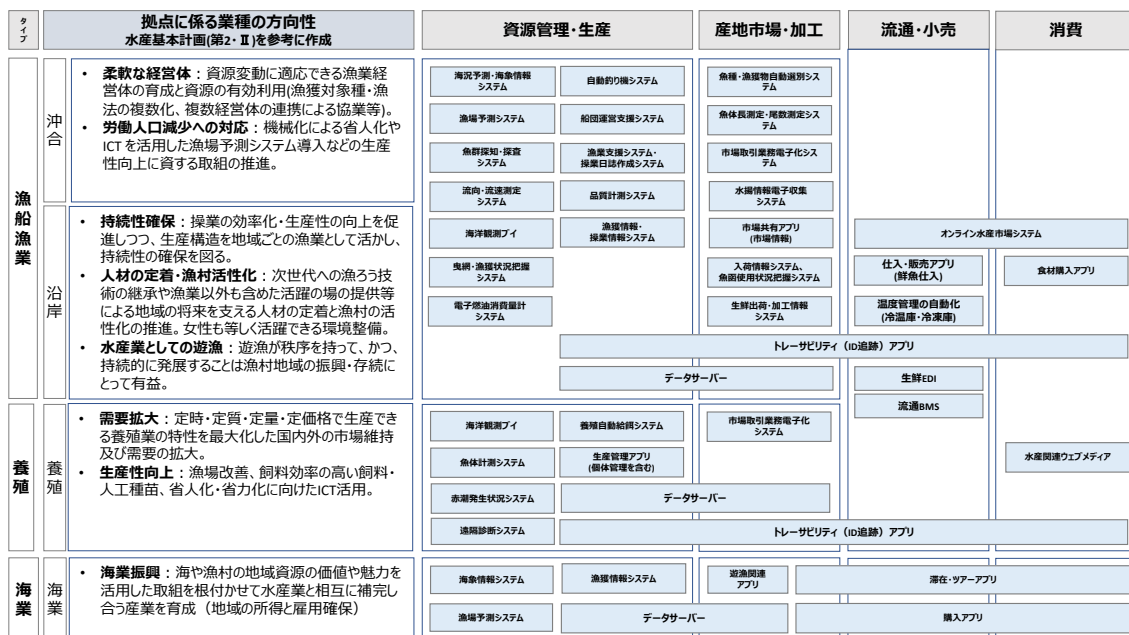 タイプ
拠点に係る業種の方向性
水産基本計画(第2・Ⅱ)を参考に作成
資源管理・生産
産地市場・加工
流通・小売
消費
漁船漁業
沖合
• 柔軟な経営体：資源変動に適応できる漁業経
営体の育成と資源の有効利用(漁獲対象種・漁
法の複数化、複数経営体の連携による協業等)。
• 労働人口減少への対応：機械化による省人化や
ICT を活用した漁場予測システム導入などの生産
性向上に資する取組の推進。
沿岸
• 持続性確保：操業の効率化・生産性の向上を促
進しつつ、生産構造を地域ごとの漁業として活かし、
持続性の確保を図る。
• 人材の定着・漁村活性化：次世代への漁ろう技
術の継承や漁業以外も含めた活躍の場の提供等
による地域の将来を支える人材の定着と漁村の活
性化の推進。女性も等しく活躍できる環境整備。
• 水産業としての遊漁：遊漁が秩序を持って、かつ、
持続的に発展することは漁村地域の振興・存続に
とって有益。
海況予測・海象情報
システム
漁場予測システム
魚群探知・探査
システム
流向・流速測定
システム
海洋観測ブイ
曳網・漁獲状況把握
システム
電子燃油消費量計
システム
自動釣り機システム
船団運営支援システム
漁業支援システム・
操業日誌作成システム
品質計測システム
漁獲情報・
操業情報システム
魚種・漁獲物自動選別シス
テム
魚体長測定・尾数測定シス
テム
市場取引業務電子化シス
テム
水揚情報電子収集
システム
市場共有アプリ
(市場情報)
入荷情報システム、
魚函使用状況把握システム
生鮮出荷・加工情報
システム
オンライン水産市場システム
仕入・販売アプリ
(鮮魚仕入)
食材購入アプリ
温度管理の自動化
(冷温庫・冷凍庫)
トレーサビリティ（ID追跡）アプリ
データサーバー
生鮮EDI
流通BMS
養殖
養殖
• 需要拡大：定時・定質・定量・定価格で生産でき
る養殖業の特性を最大化した国内外の市場維持
及び需要の拡大。
• 生産性向上：漁場改善、飼料効率の高い飼料・
人工種苗、省人化・省力化に向けたICT活用。
海洋観測ブイ
養殖自動給餌システム
市場取引業務電子化
システム
魚体計測システム
生産管理アプリ
(個体管理を含む)
水産関連ウェブメディア
赤潮発生状況システム
データサーバー
遠隔診断システム
トレーサビリティ（ID追跡）アプリ
海業
海業
• 海業振興：海や漁村の地域資源の価値や魅力を
活用した取組を根付かせて水産業と相互に補完し
合う産業を育成（地域の所得と雇用確保）
海象情報システム
漁獲情報システム
遊漁関連
アプリ
滞在・ツアーアプリ
漁場予測システム
データサーバー
購入アプリ